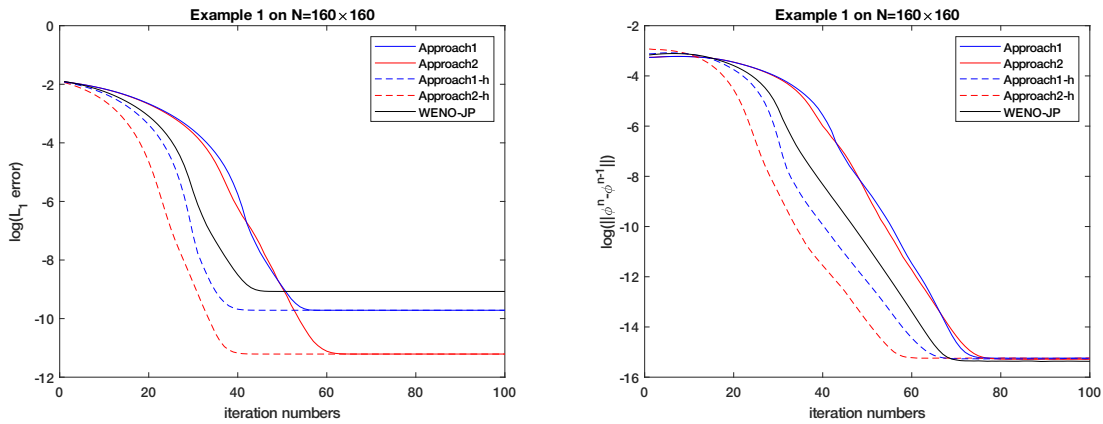 Example 1 on N=160×160
log(L₁ error)
0
-2
-4
-6
-8
-10
-12
0 20 40 60 80 100
iteration numbers
Approach1
Approach2
Approach1-h
Approach2-h
WENO-JP
Example 1 on N=160×160
log(||ϕⁿ-ϕⁿ⁻¹||)
-2
-4
-6
-8
-10
-12
-14
-16
0 20 40 60 80 100
iteration numbers
Approach1
Approach2
Approach1-h
Approach2-h
WENO-JP